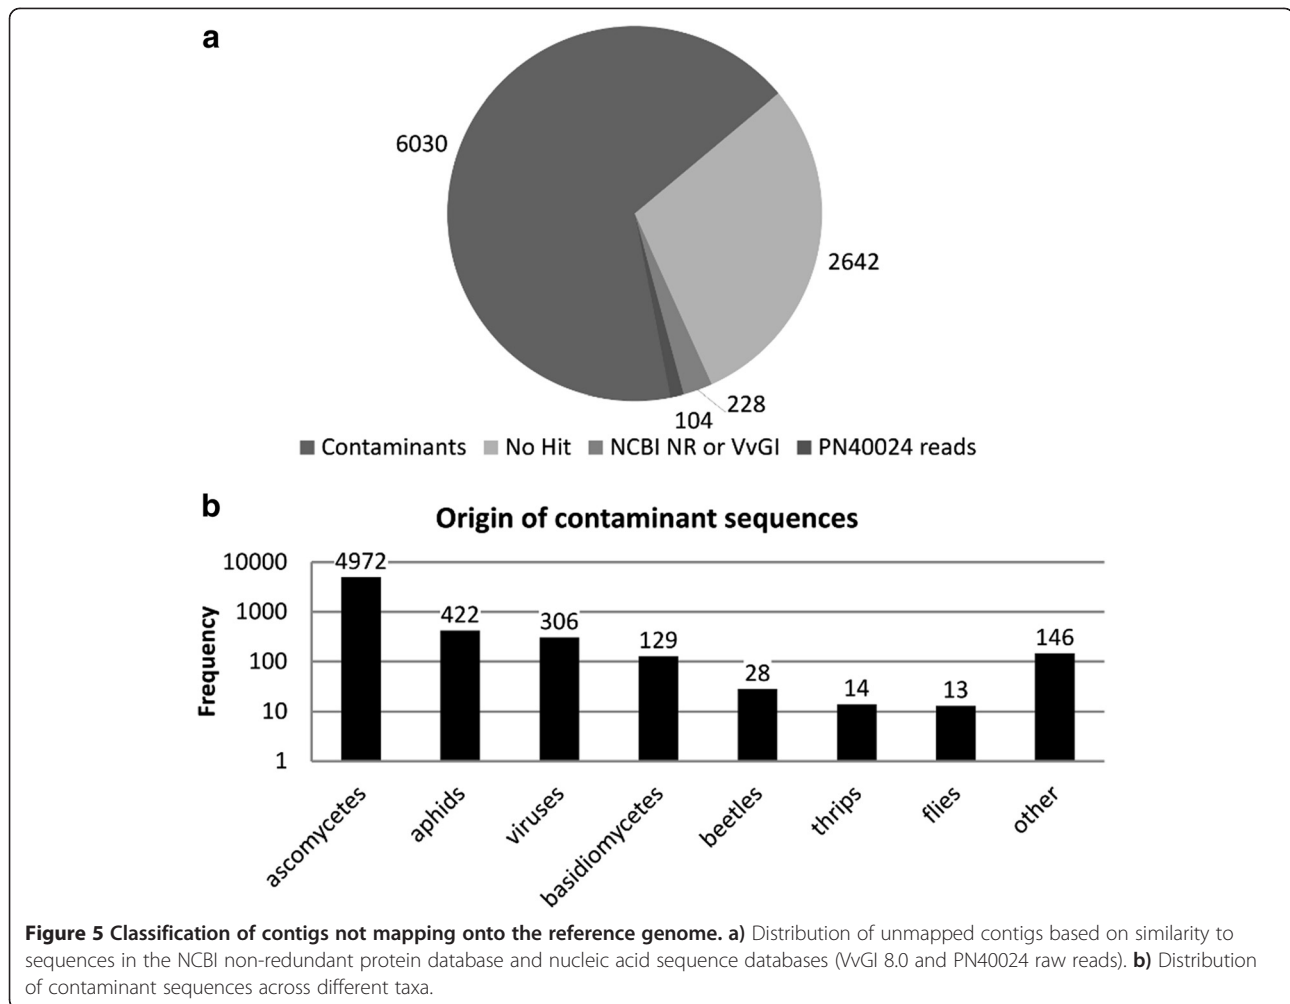 a
6030
2642
228
104
Contaminants No Hit NCBI NR or VvGI PN40024 reads
b
Origin of contaminant sequences
Frequency
10000
1000
100
10
1
4972
422
306
129
28
14
13
146
ascomycetes
aphids
viruses
basidiomycetes
beetles
thrips
flies
other
Figure 5 Classification of contigs not mapping onto the reference genome. a) Distribution of unmapped contigs based on similarity to
sequences in the NCBI non-redundant protein database and nucleic acid sequence databases (VvGI 8.0 and PN40024 raw reads). b) Distribution
of contaminant sequences across different taxa.